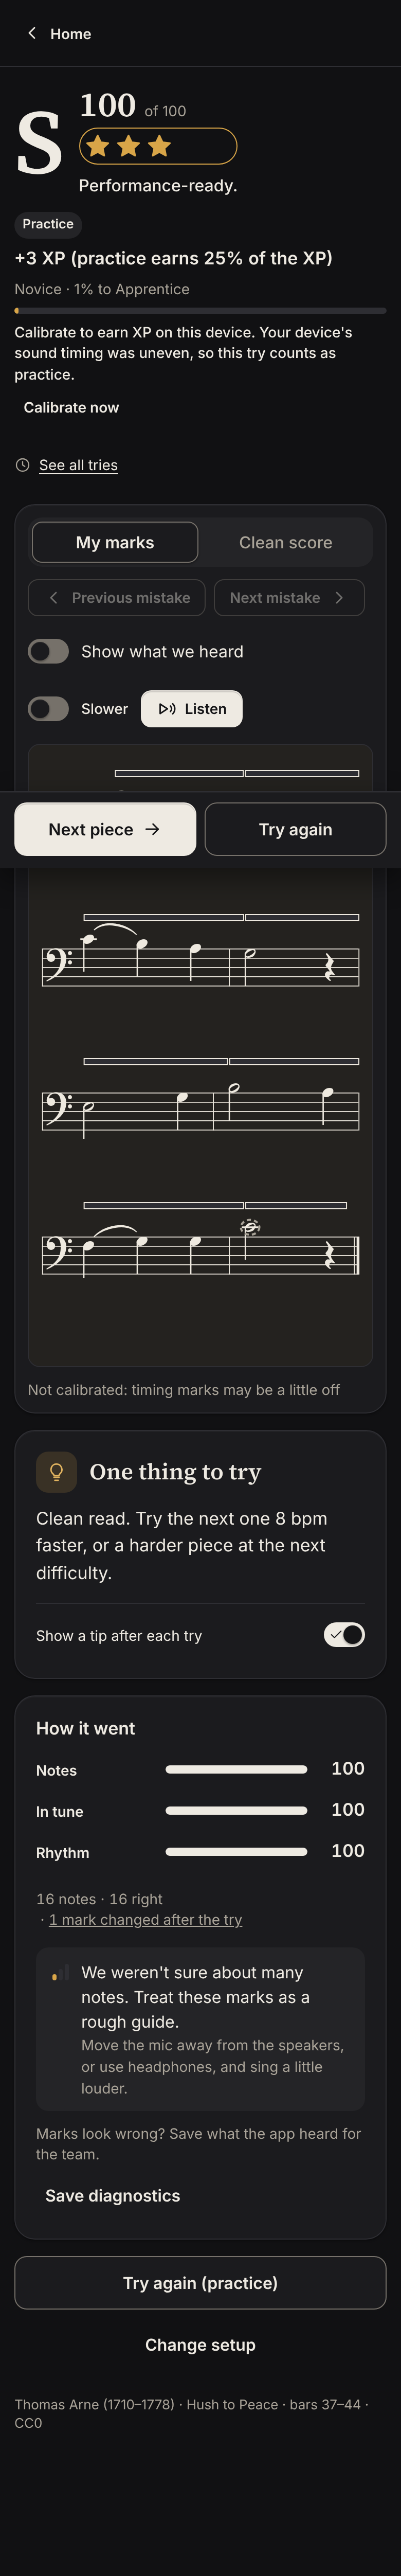 Home
S
100 of 100
Performance-ready.
Practice
+3 XP (practice earns 25% of the XP)
Novice · 1% to Apprentice
Calibrate to earn XP on this device. Your device's
sound timing was uneven, so this try counts as
practice.
Calibrate now
See all tries
My marks
Clean score
Previous mistake
Next mistake
Show what we heard
Slower
Listen
Next piece
Try again
Not calibrated: timing marks may be a little off
One thing to try
Clean read. Try the next one 8 bpm
faster, or a harder piece at the next
difficulty.
Show a tip after each try
How it went
Notes 100
In tune 100
Rhythm 100
16 notes · 16 right
· 1 mark changed after the try
We weren't sure about many
notes. Treat these marks as a
rough guide.
Move the mic away from the speakers,
or use headphones, and sing a little
louder.
Marks look wrong? Save what the app heard for
the team.
Save diagnostics
Try again (practice)
Change setup
Thomas Arne (1710–1778) · Hush to Peace · bars 37–44 ·
CC0